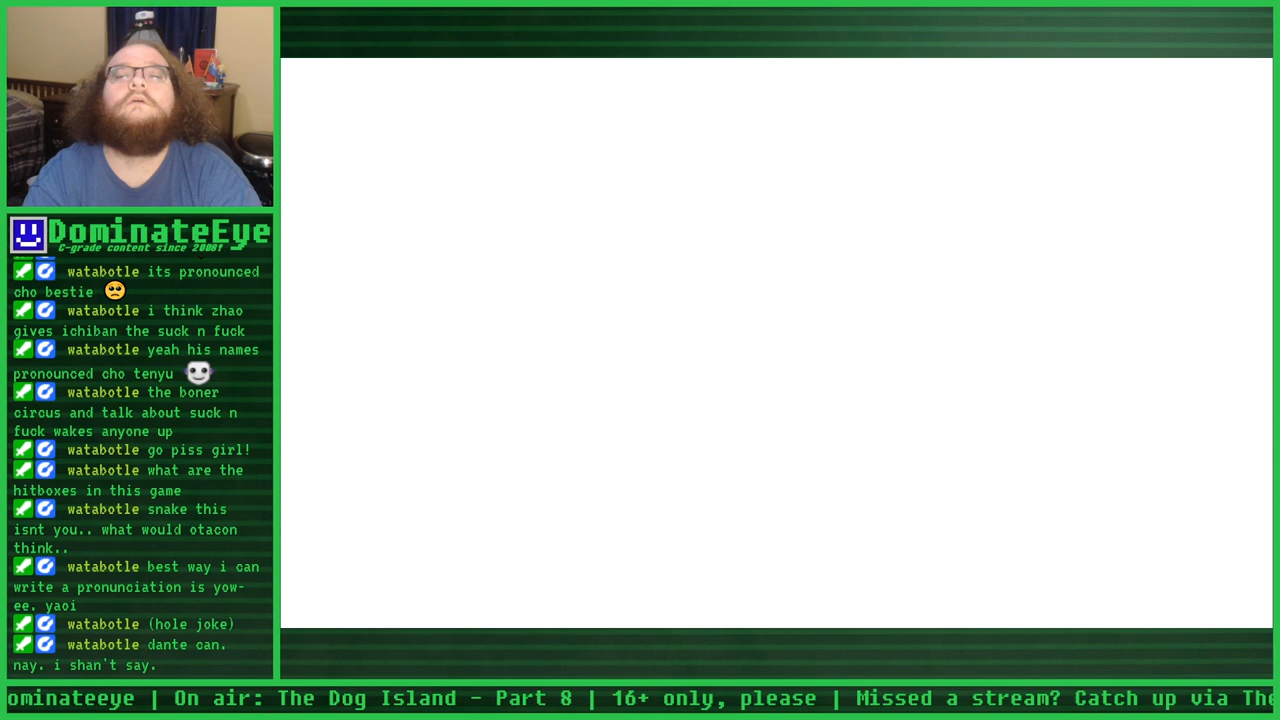 DominateEye
C-grade content since 2008!
watabotle its pronounced
cho bestie
watabotle i think zhao
gives ichiban the suck n fuck
watabotle yeah his names
pronounced cho tenyu
watabotle the boner
circus and talk about suck n
fuck wakes anyone up
watabotle go piss girl!
watabotle what are the
hitboxes in this game
watabotle snake this
isnt you.. what would otacon
think..
watabotle best way i can
write a pronunciation is yow-
ee. yaoi
watabotle (hole joke)
watabotle dante can.
nay. i shan't say.
ominateeye | On air: The Dog Island - Part 8 | 16+ only, please | Missed a stream? Catch up via The